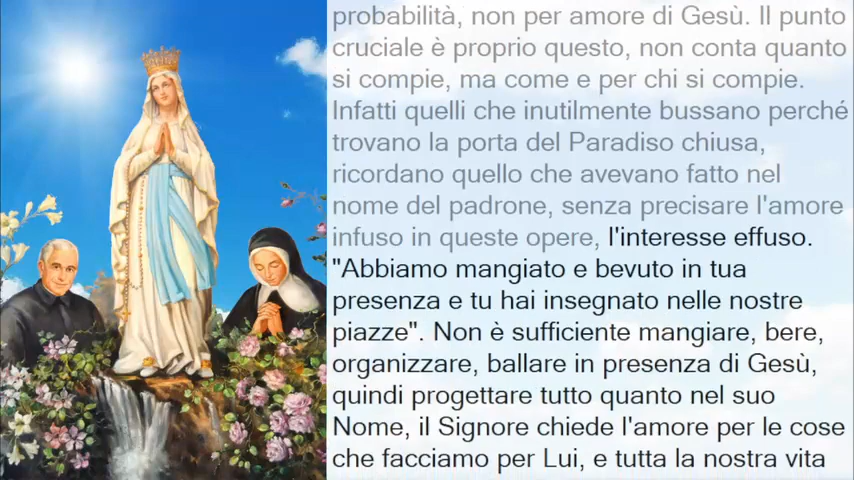 probabilità, non per amore di Gesù. Il punto
cruciale è proprio questo, non conta quanto
si compie, ma come e per chi si compie.
Infatti quelli che inutilmente bussano perché
trovano la porta del Paradiso chiusa,
ricordano quello che avevano fatto nel
nome del padrone, senza precisare l'amore
infuso in queste opere, l'interesse effuso.
"Abbiamo mangiato e bevuto in tua
presenza e tu hai insegnato nelle nostre
piazze". Non è sufficiente mangiare, bere,
organizzare, ballare in presenza di Gesù,
quindi progettare tutto quanto nel suo
Nome, il Signore chiede l'amore per le cose
che facciamo per Lui, e tutta la nostra vita